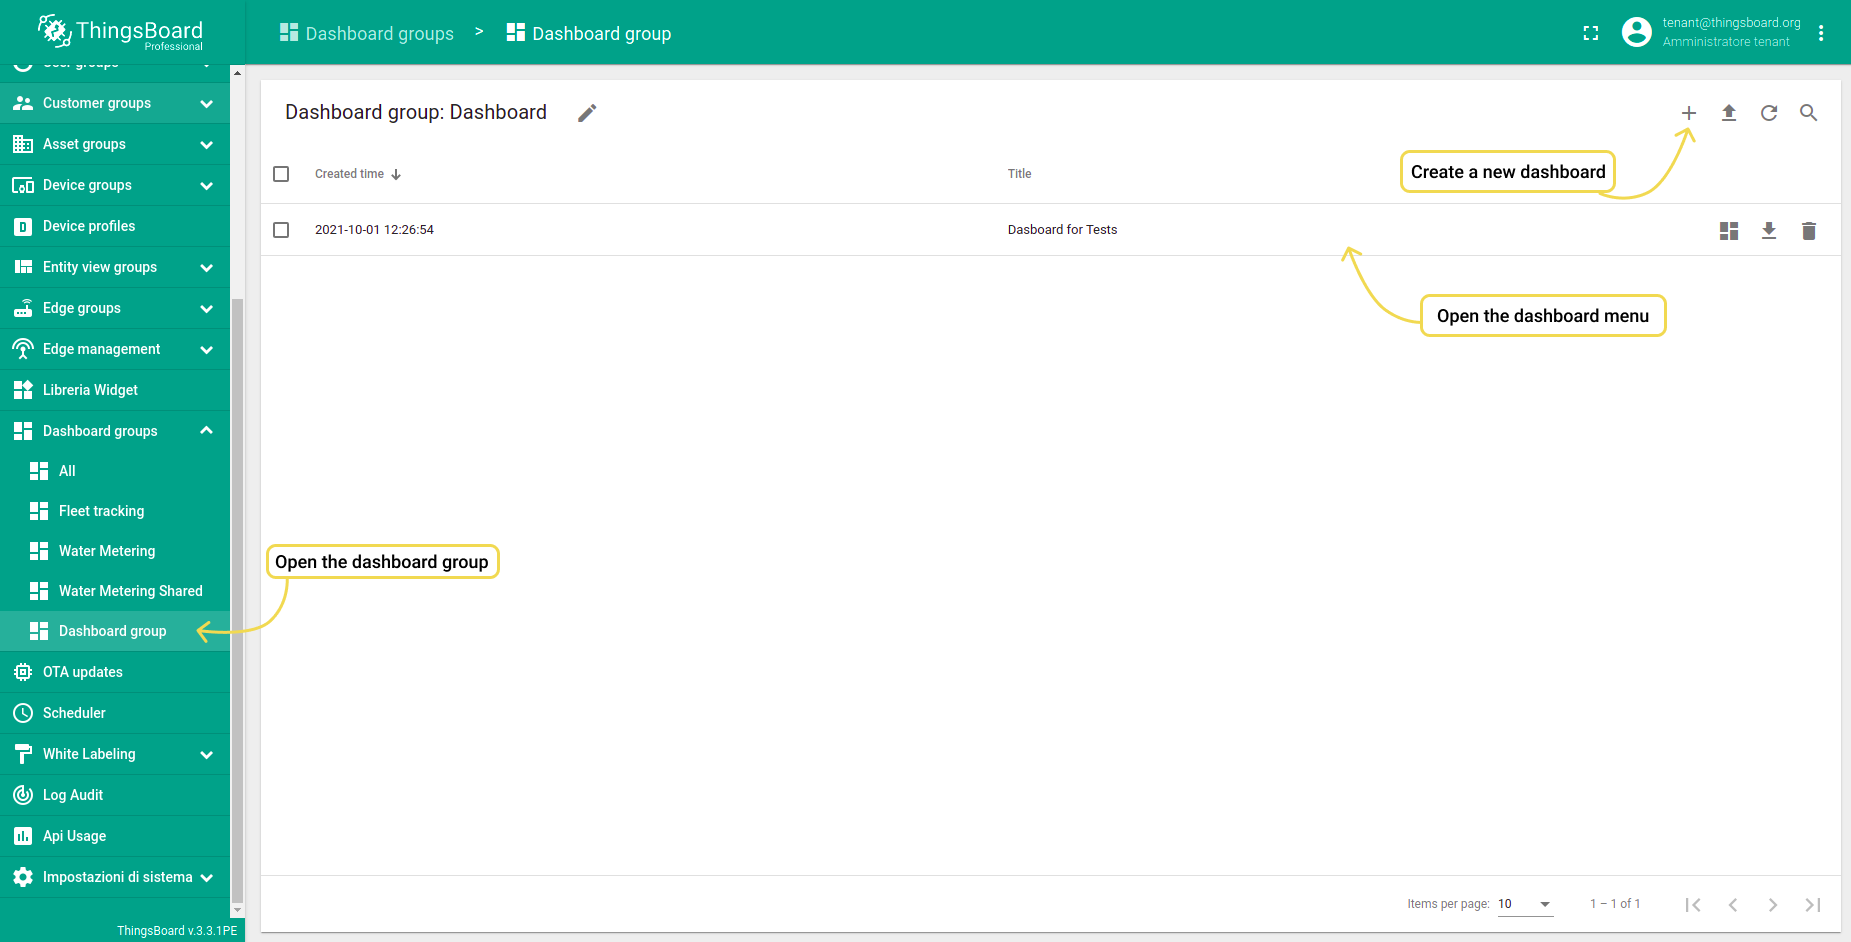 ThingsBoard
Professional
Dashboard groups > Dashboard group
tenant@thingsboard.org
Amministratore tenant
User groups
Customer groups
Asset groups
Device groups
Device profiles
Entity view groups
Edge groups
Edge management
Libreria Widget
Dashboard groups
All
Fleet tracking
Water Metering
Water Metering Shared
Dashboard group
OTA updates
Scheduler
White Labeling
Log Audit
Api Usage
Impostazioni di sistema
ThingsBoard v.3.3.1PE
Dashboard group: Dashboard
Create a new dashboard
Created time Title
2021-10-01 12:26:54 Dasboard for Tests
Open the dashboard menu
Open the dashboard group
Items per page: 10 1 – 1 of 1